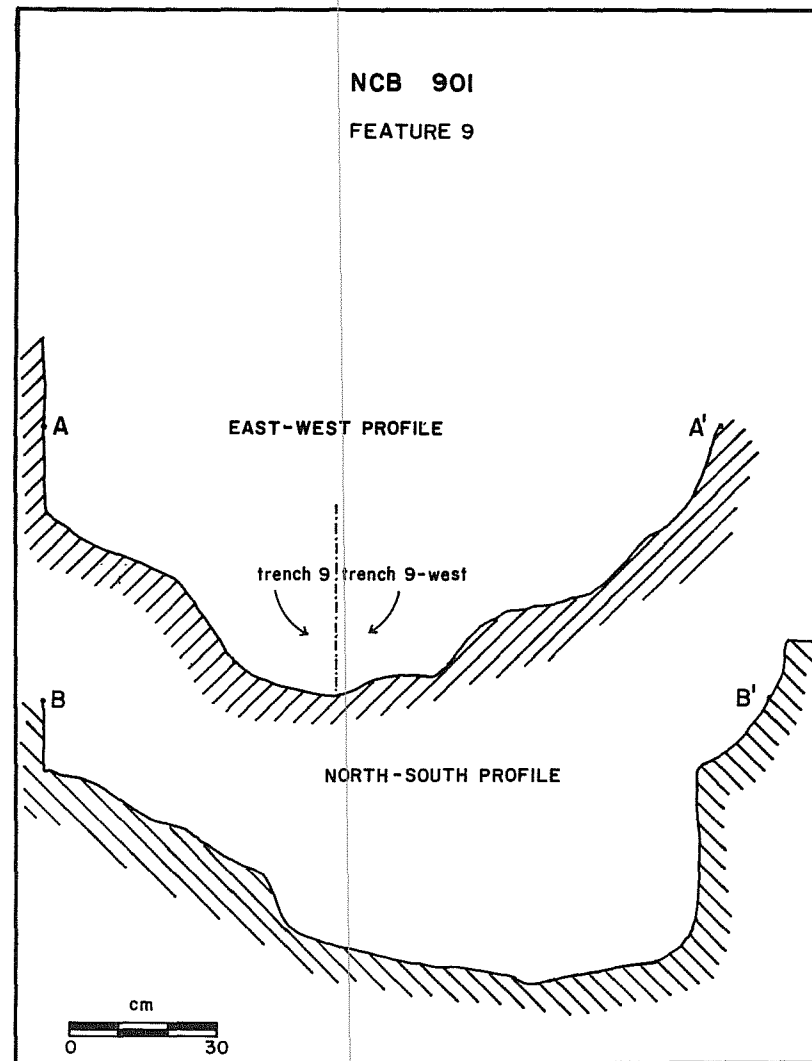 NCB 901
FEATURE 9
A EAST-WEST PROFILE A'
trench 9 trench 9-west
B B'
NORTH-SOUTH PROFILE
cm
0 30